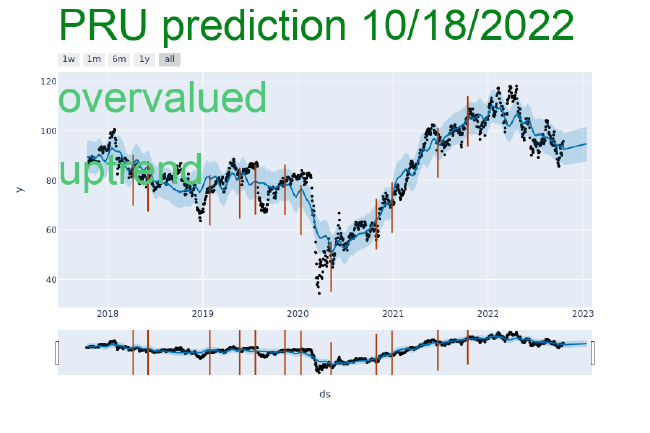 PRU prediction 10/18/2022
1w 1m 6m 1y all
overvalued
uptrend
120
100
80
60
40
y
2018 2019 2020 2021 2022 2023
ds